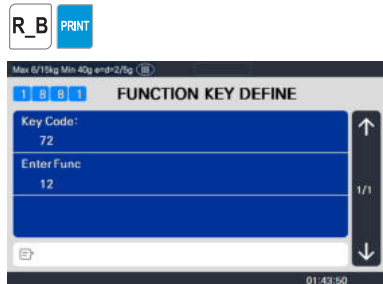 R_B PRINT
Max 6/15kg Min 40g e=d=2/5g (III)
1 8 8 1 FUNCTION KEY DEFINE
Key Code:
72
Enter Func
12
1/1
01:43:50